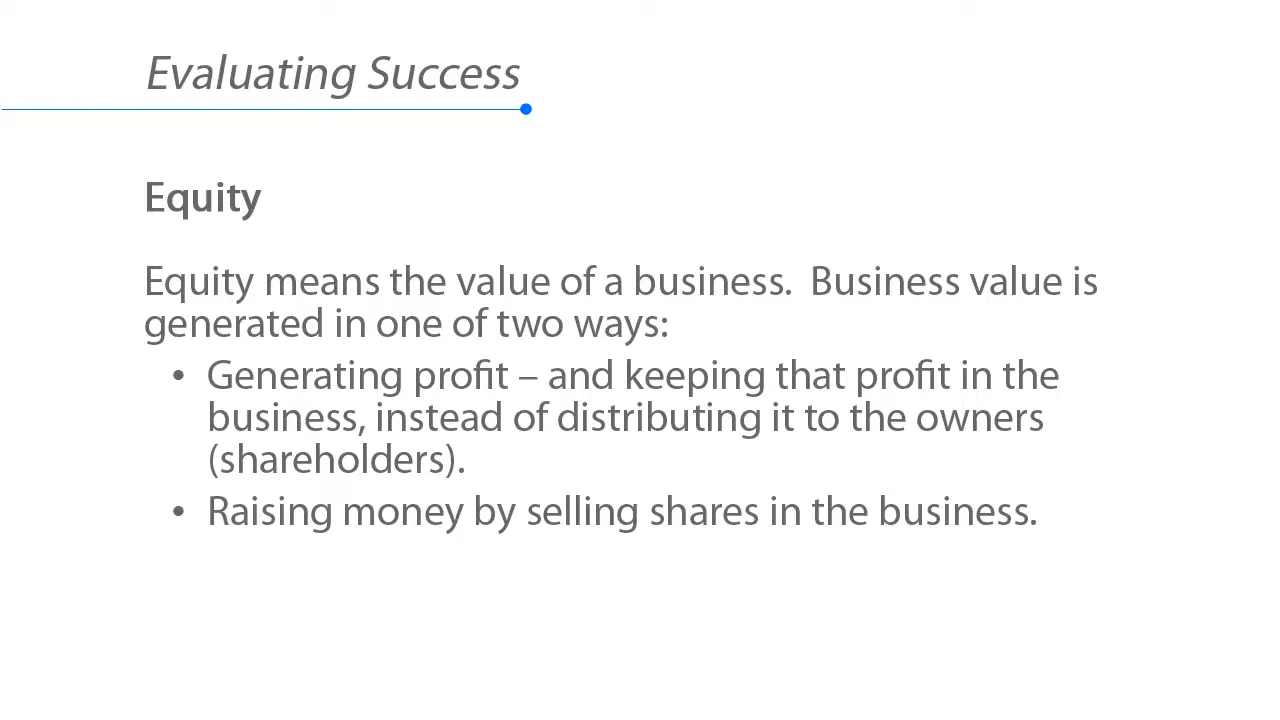 Evaluating Success
Equity
Equity means the value of a business.  Business value is
generated in one of two ways:
• Generating profit – and keeping that profit in the
business, instead of distributing it to the owners
(shareholders).
• Raising money by selling shares in the business.